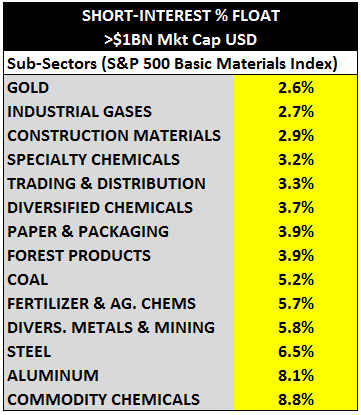 SHORT-INTEREST % FLOAT
>$1BN Mkt Cap USD
Sub-Sectors (S&P 500 Basic Materials Index)
GOLD 2.6%
INDUSTRIAL GASES 2.7%
CONSTRUCTION MATERIALS 2.9%
SPECIALTY CHEMICALS 3.2%
TRADING & DISTRIBUTION 3.3%
DIVERSIFIED CHEMICALS 3.7%
PAPER & PACKAGING 3.9%
FOREST PRODUCTS 3.9%
COAL 5.2%
FERTILIZER & AG. CHEMS 5.7%
DIVERS. METALS & MINING 5.8%
STEEL 6.5%
ALUMINUM 8.1%
COMMODITY CHEMICALS 8.8%